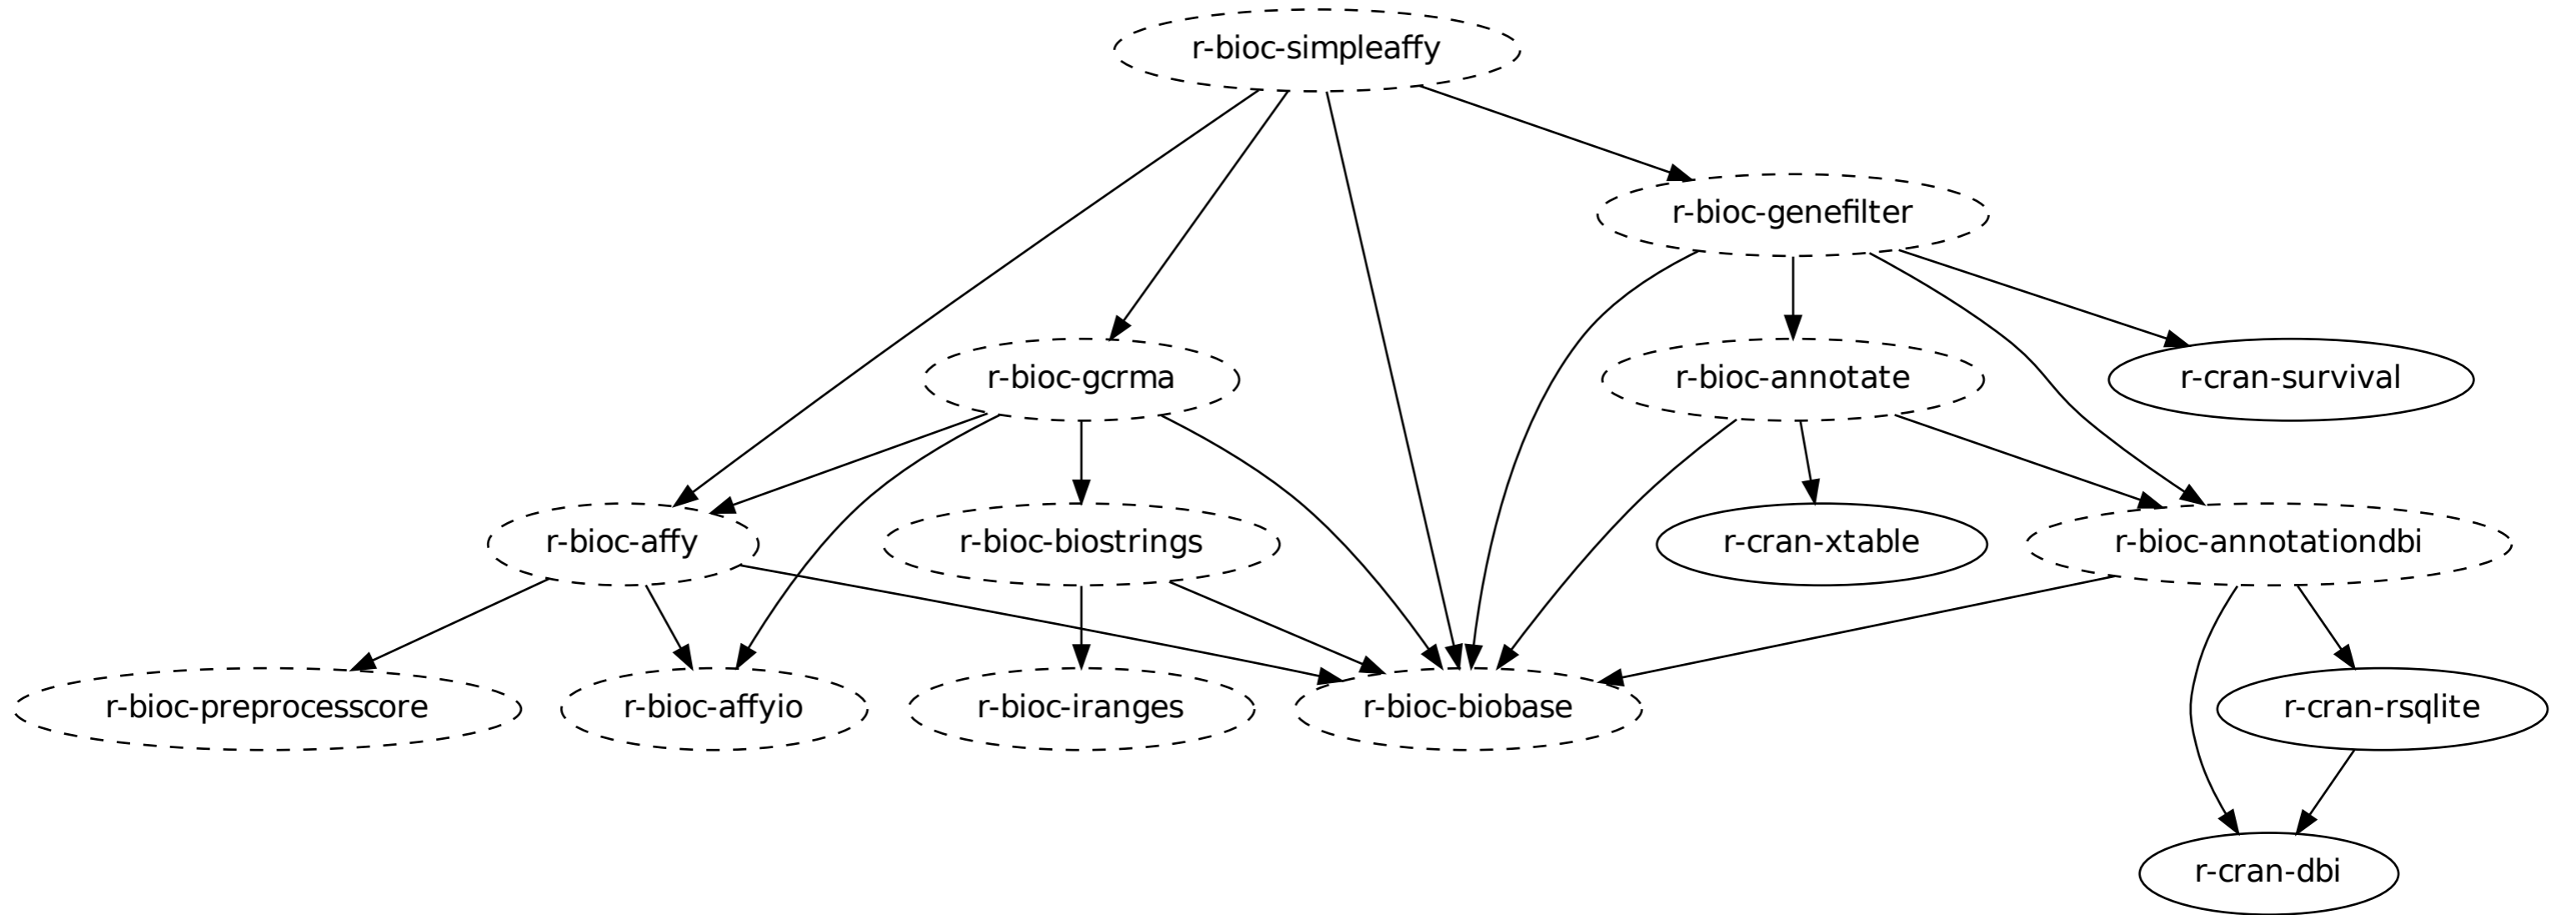 r-bioc-simpleaffy
r-bioc-genefilter
r-bioc-gcrma
r-bioc-annotate
r-cran-survival
r-bioc-affy
r-bioc-biostrings
r-cran-xtable
r-bioc-annotationdbi
r-bioc-preprocesscore
r-bioc-affyio
r-bioc-iranges
r-bioc-biobase
r-cran-rsqlite
r-cran-dbi